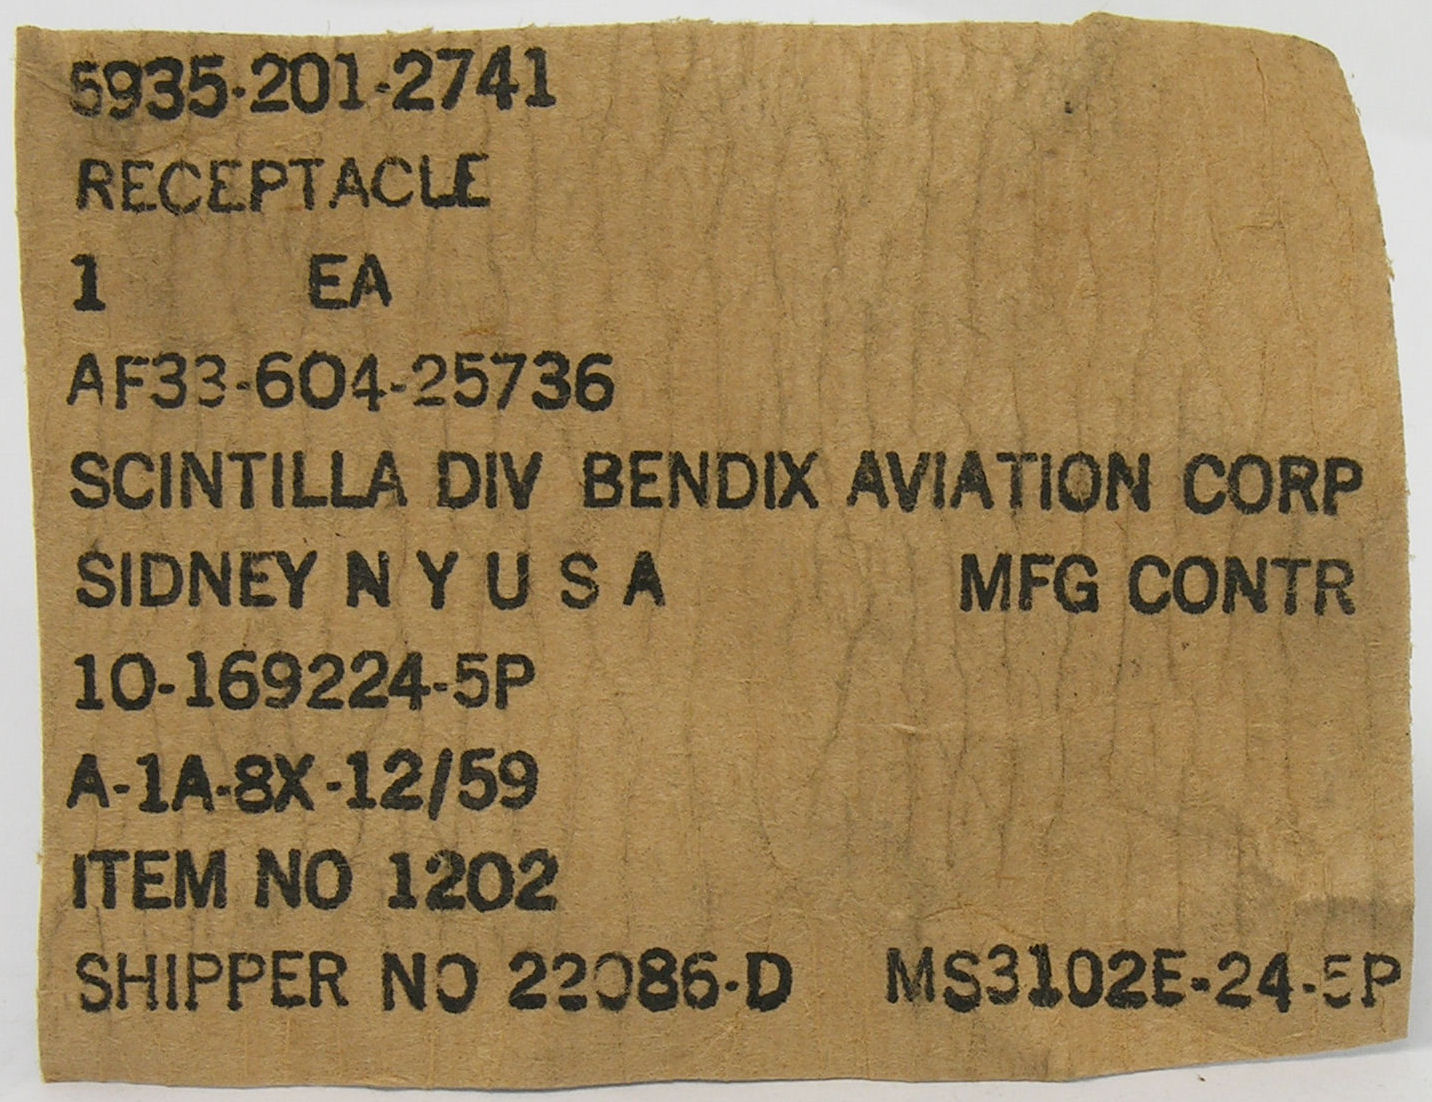 5935-201-2741
RECEPTACLE
1 EA
AF33-604-25736
SCINTILLA DIV BENDIX AVIATION CORP
SIDNEY N Y U S A MFG CONTR
10-169224-5P
A-1A-8X-12/59
ITEM NO 1202
SHIPPER NO 22086-D MS3102E-24-5P